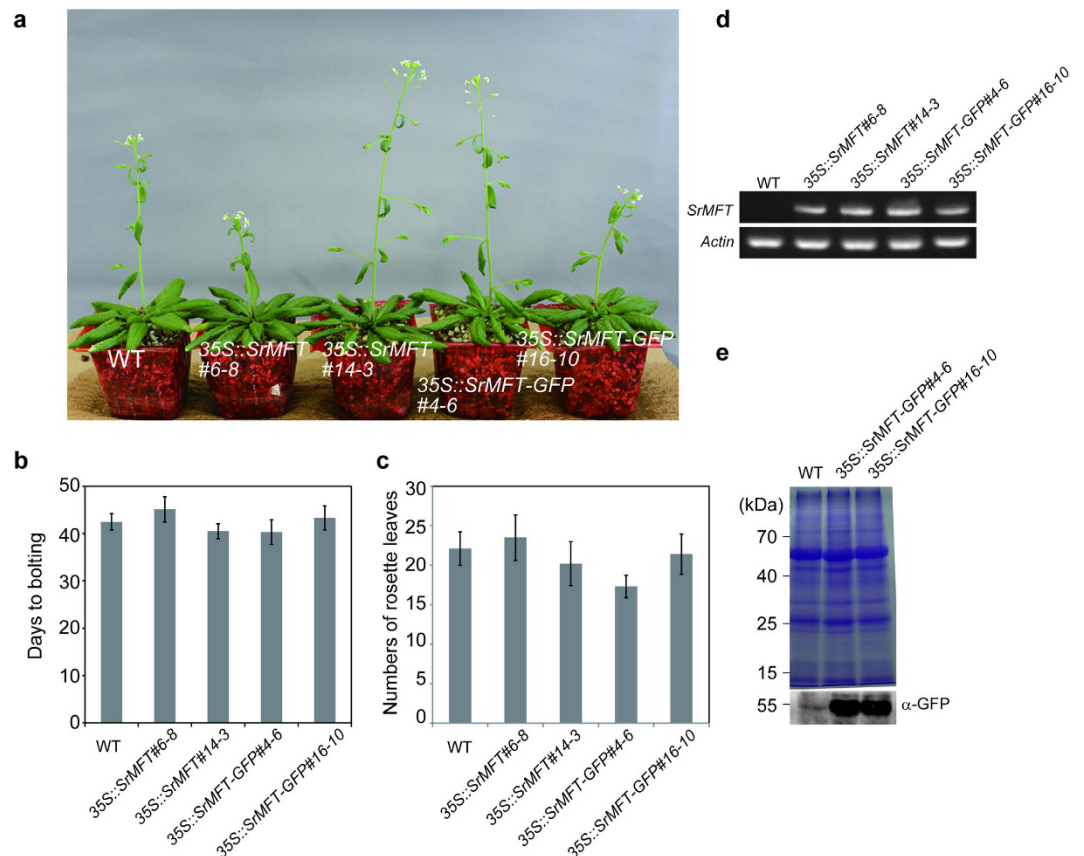 a
WT
35S::SrMFT
#6-8
35S::SrMFT
#14-3
35S::SrMFT-GFP
#4-6
35S::SrMFT-GFP
#16-10
b
Days to bolting
50
40
30
20
10
0
WT
35S::SrMFT#6-8
35S::SrMFT#14-3
35S::SrMFT-GFP#4-6
35S::SrMFT-GFP#16-10
c
Numbers of rosette leaves
30
25
20
15
10
5
0
WT
35S::SrMFT#6-8
35S::SrMFT#14-3
35S::SrMFT-GFP#4-6
35S::SrMFT-GFP#16-10
d
WT
35S::SrMFT#6-8
35S::SrMFT#14-3
35S::SrMFT-GFP#4-6
35S::SrMFT-GFP#16-10
SrMFT
Actin
e
WT
35S::SrMFT-GFP#4-6
35S::SrMFT-GFP#16-10
(kDa)
70
40
25
15
55
α-GFP